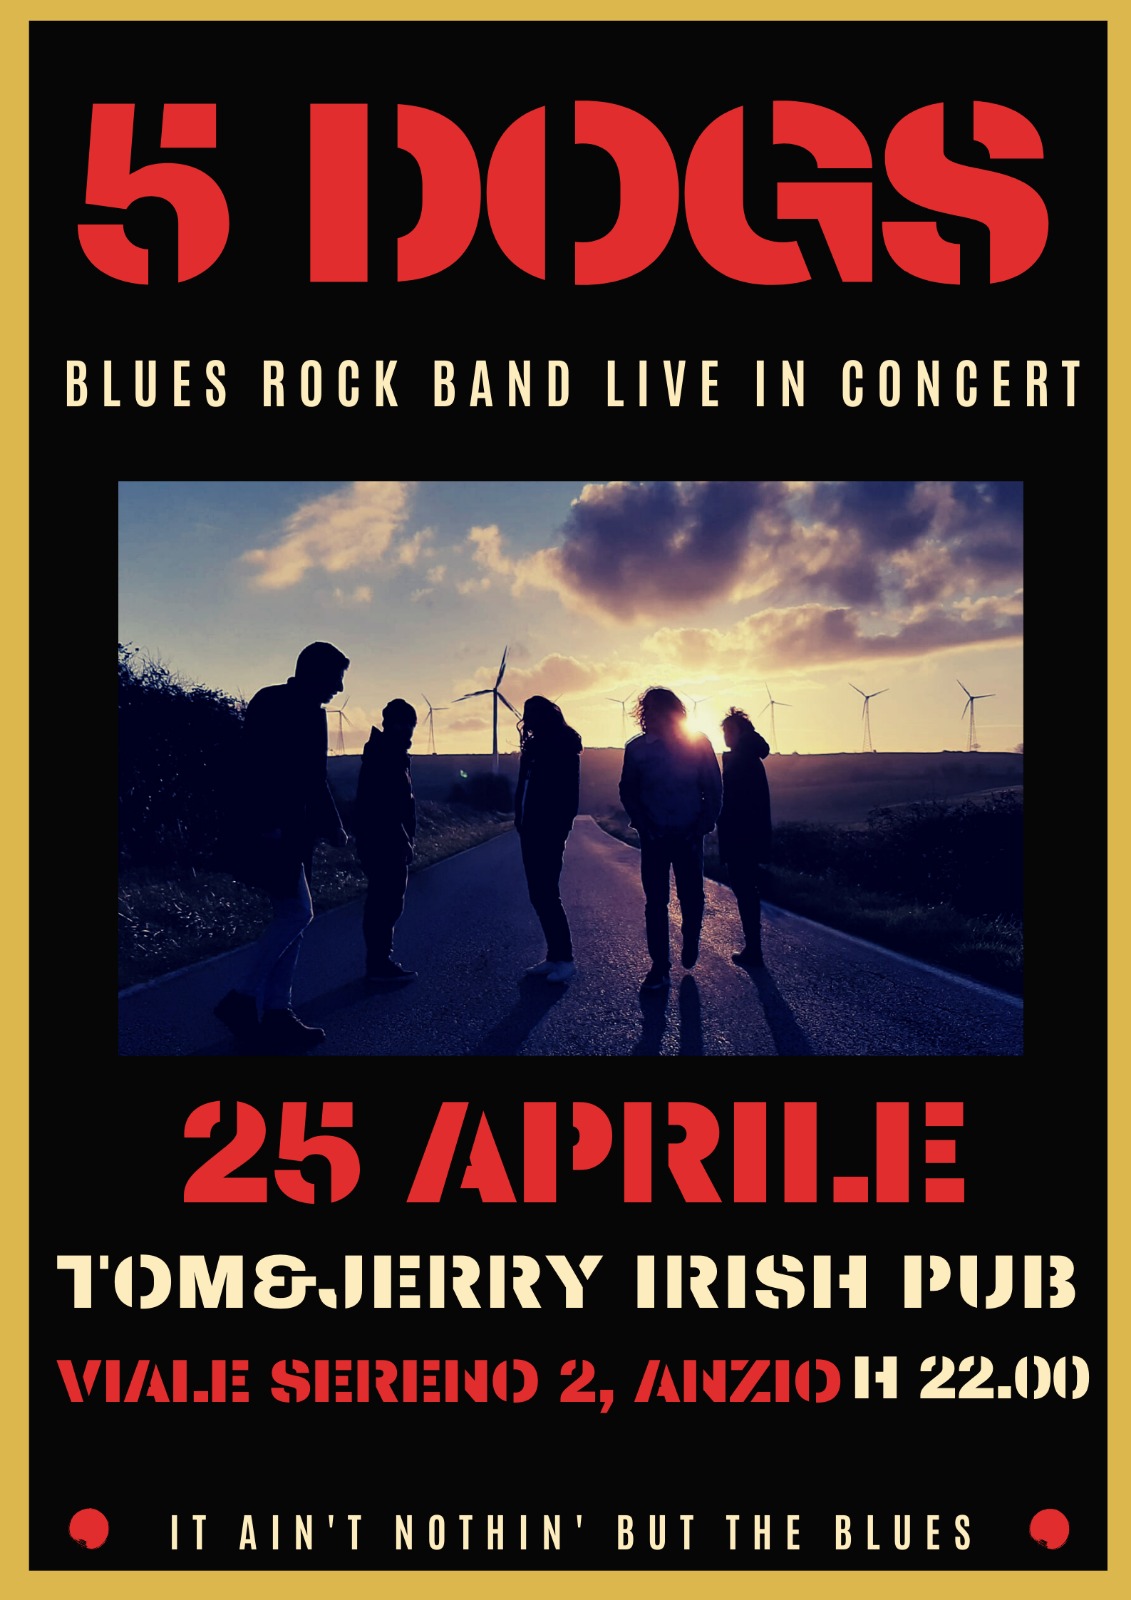 5 DOGS
BLUES ROCK BAND LIVE IN CONCERT
25 APRILE
TOM&JERRY IRISH PUB
VIALE SERENO 2, ANZIO H 22.00
IT AIN'T NOTHIN' BUT THE BLUES